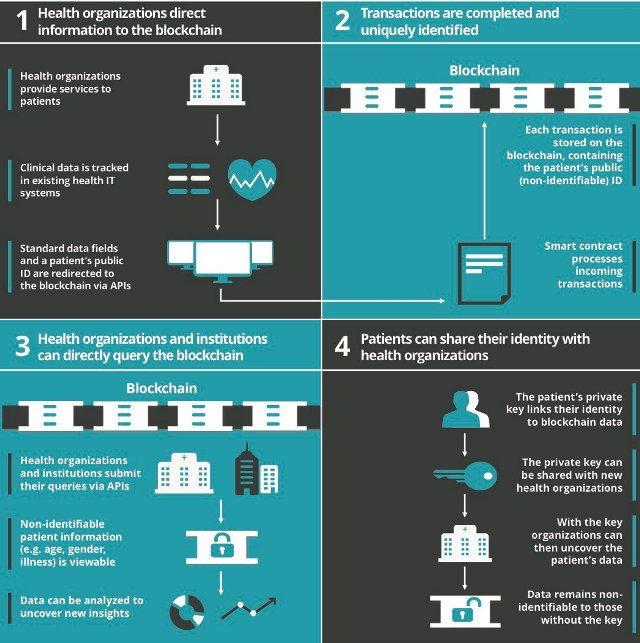 1 Health organizations direct
information to the blockchain
Health organizations
provide services to
patients
Clinical data is tracked
in existing health IT
systems
Standard data fields
and a patient's public
ID are redirected to
the blockchain via APIs
2 Transactions are completed and
uniquely identified
Blockchain
Each transaction is
stored on the
blockchain, containing
the patient's public
(non-identifiable) ID
Smart contract
processes
incoming
transactions
3 Health organizations and institutions
can directly query the blockchain
Blockchain
Health organizations
and institutions submit
their queries via APIs
Non-identifiable
patient information
(e.g. age, gender,
illness) is viewable
Data can be analyzed to
uncover new insights
4 Patients can share their identity with
health organizations
The patient's private
key links their identity
to blockchain data
The private key can
be shared with new
health organizations
With the key
organizations can
then uncover the
patient's data
Data remains non-
identifiable to those
without the key